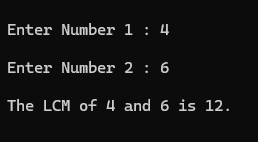 Enter Number 1 : 4
Enter Number 2 : 6
The LCM of 4 and 6 is 12.